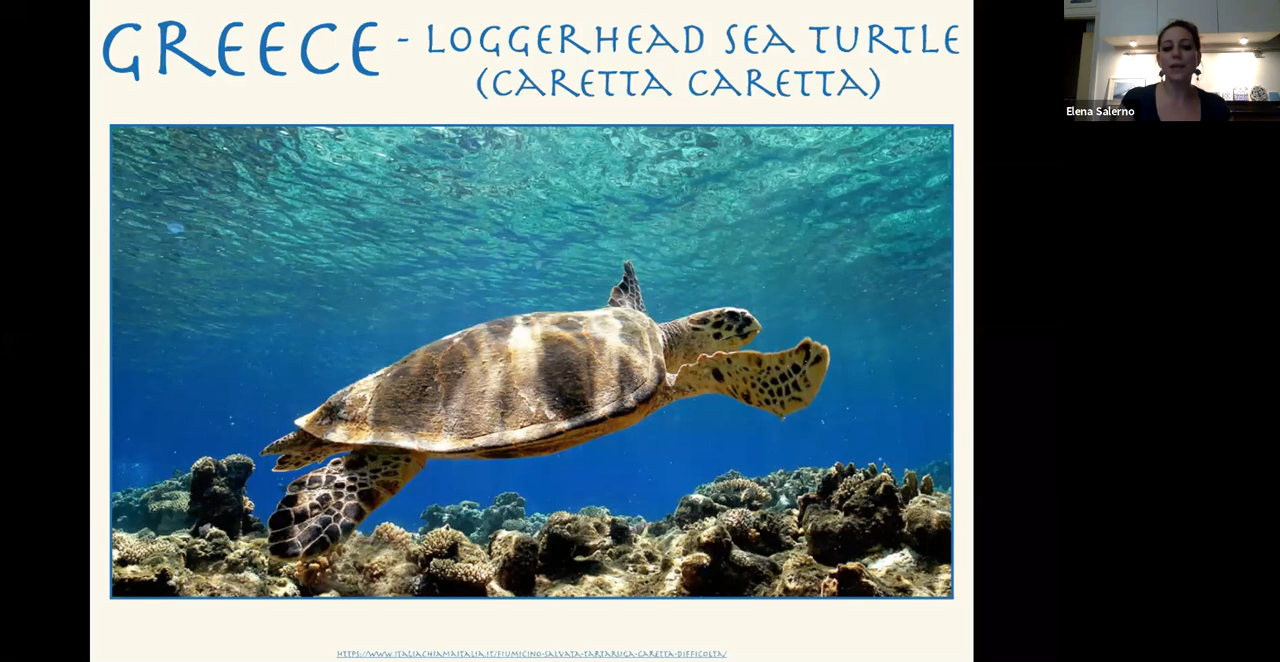 GREECE - LOGGERHEAD SEA TURTLE
(CARETTA CARETTA)
Elena Salerno
HTTPS://WWW.ITALIACHIAMAITALIA.IT/FIUMICINO-SALVATA-TARTARUGA-CARETTA-DIFFICOLTA/